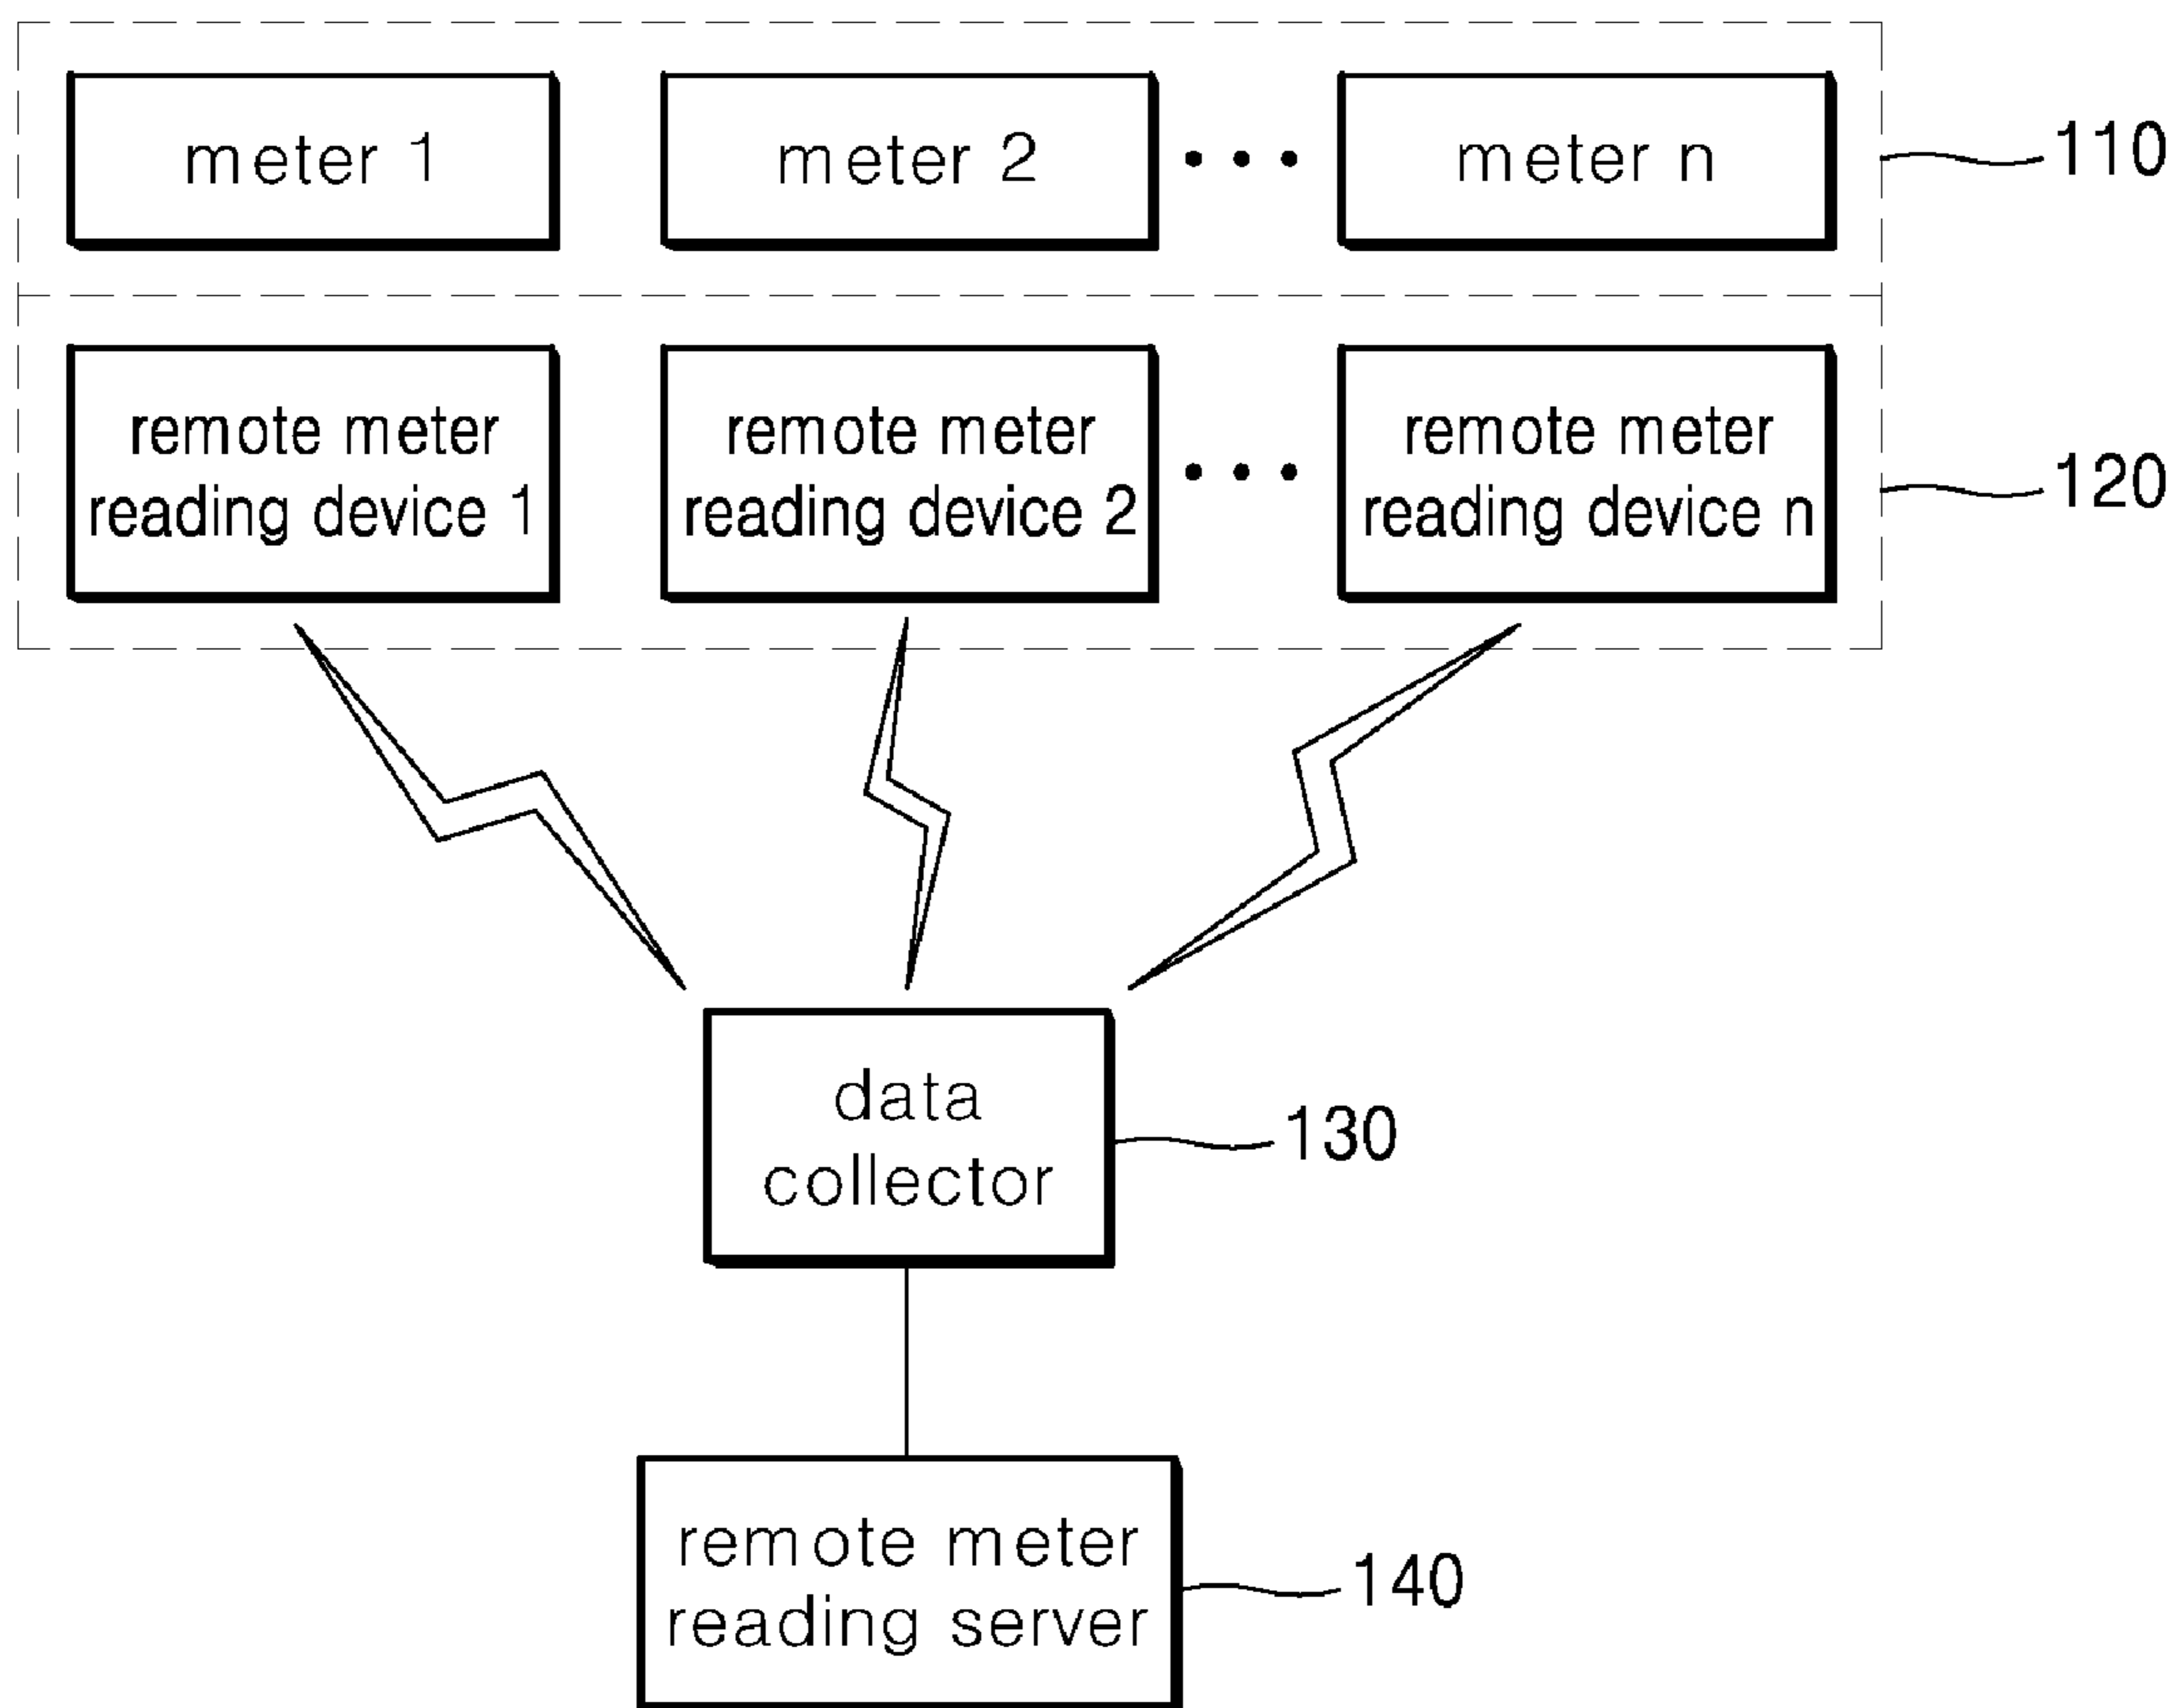 meter 1
meter 2
• • •
meter n
110
remote meter
reading device 1
remote meter
reading device 2
• • •
remote meter
reading device n
120
data
collector
130
remote meter
reading server
140